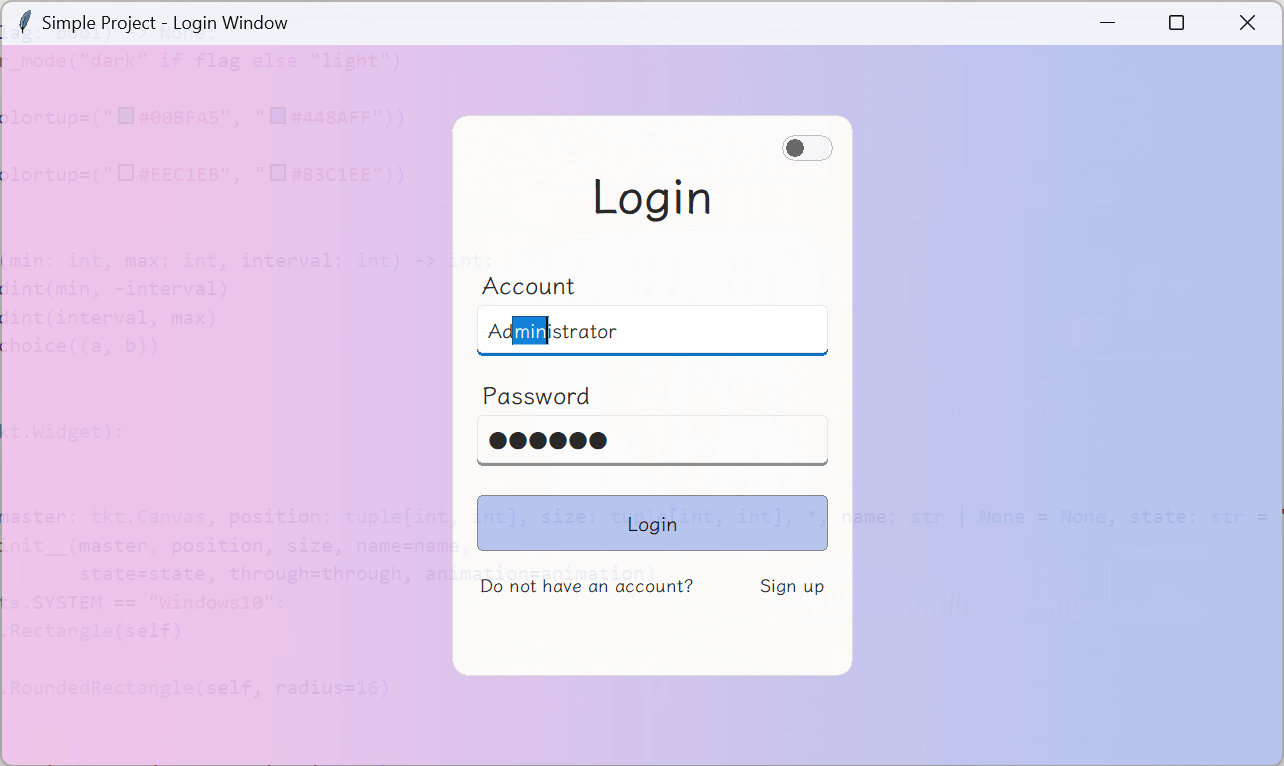 Simple Project - Login Window
lag: bool) -> None:
r_mode("dark" if flag else "light")
olortup=("#00BFA5", "#448AFF"))
olortup=("#EEC1EB", "#B3C1EE"))
Login
(min: int, max: int, interval: int) -> int:
dint(min, -interval)
Account
dint(interval, max)
Administrator
choice((a, b))
Password
kt.Widget):
●●●●●●
master: tkt.Canvas, position: tuple[int, int], size: tuple[int, int], *, name: str | None = None, state: str = "
Login
init__(master, position, size, name=name,
state=state, through=through, animation=animation)
Do not have an account? Sign up
ts.SYSTEM == "Windows10":
.Rectangle(self)
.RoundedRectangle(self, radius=16)